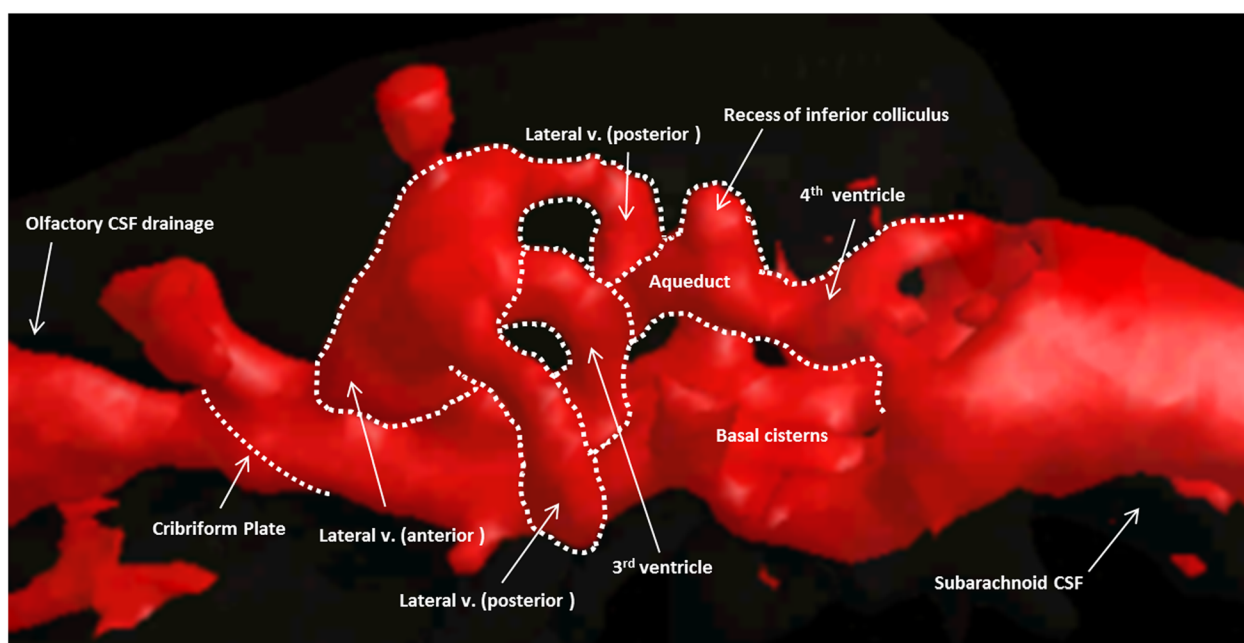 Recess of inferior colliculus
Lateral v. (posterior )
4th ventricle
Olfactory CSF drainage
Aqueduct
Basal cisterns
Cribriform Plate
Lateral v. (anterior )
3rd ventricle
Subarachnoid CSF
Lateral v. (posterior )